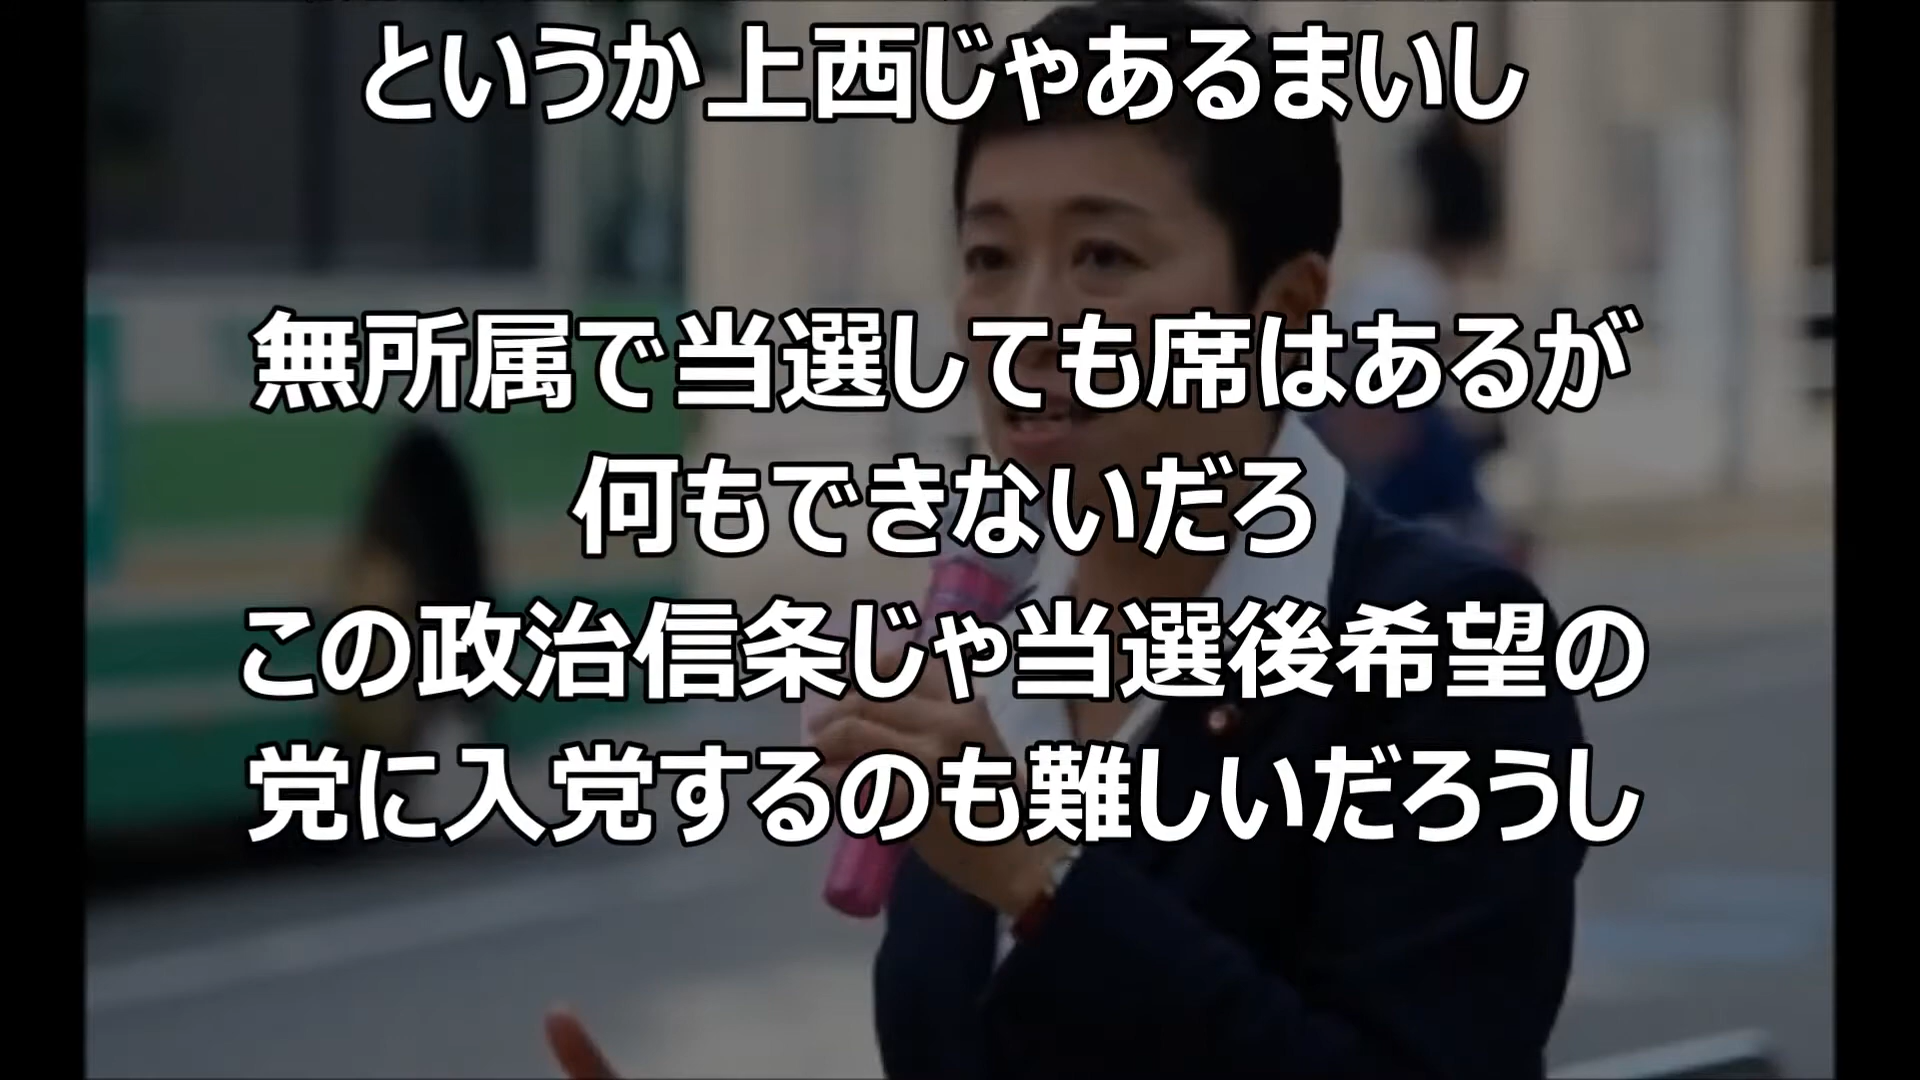 というか上西じゃあるまいし
無所属で当選しても席はあるが
何もできないだろ
この政治信条じゃ当選後希望の
党に入党するのも難しいだろうし